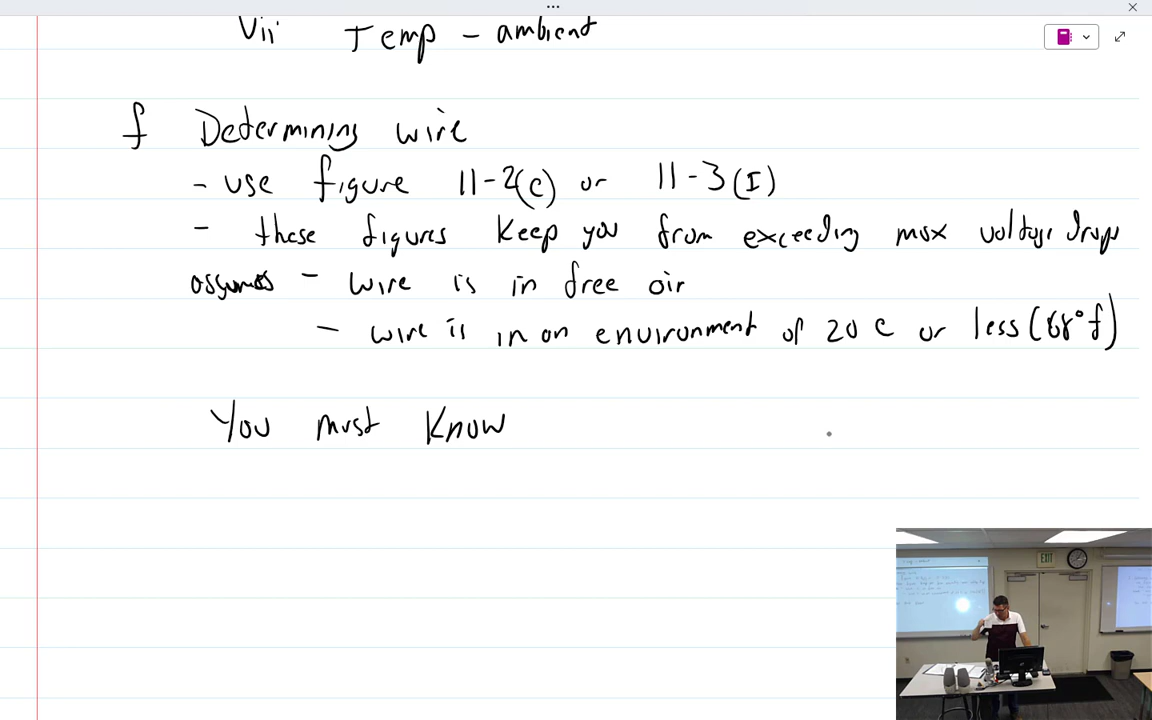 Vii Temp - ambient
f Determining wire
- use figure 11-2(C) or 11-3(I)
- these figures keep you from exceeding max voltage drops
assumes - wire is in free air
- wire is in an environment of 20 C or less (68°f)
You must know
EXIT